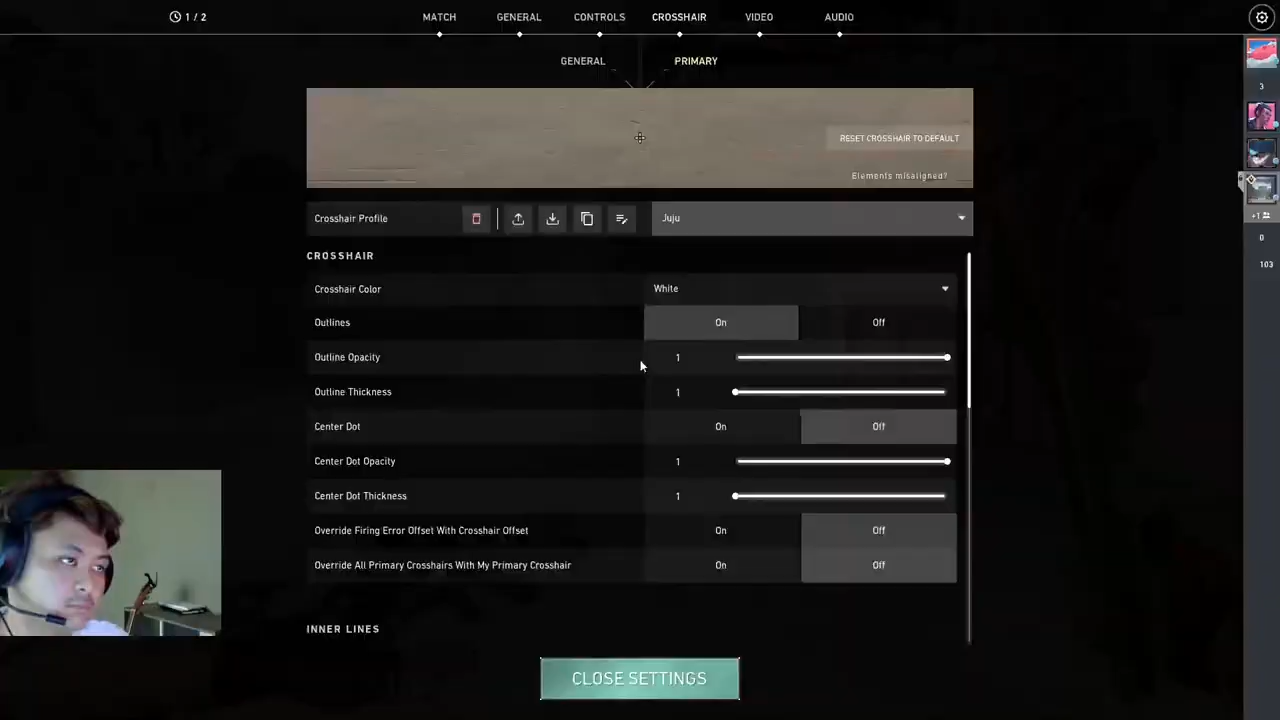 1 / 2
MATCH
GENERAL
CONTROLS
CROSSHAIR
VIDEO
AUDIO
GENERAL
PRIMARY
RESET CROSSHAIR TO DEFAULT
Elements misaligned?
Crosshair Profile
Juju
CROSSHAIR
Crosshair Color White
Outlines On Off
Outline Opacity 1
Outline Thickness 1
Center Dot On Off
Center Dot Opacity 1
Center Dot Thickness 1
Override Firing Error Offset With Crosshair Offset On Off
Override All Primary Crosshairs With My Primary Crosshair On Off
INNER LINES
CLOSE SETTINGS
3
+1
0
103